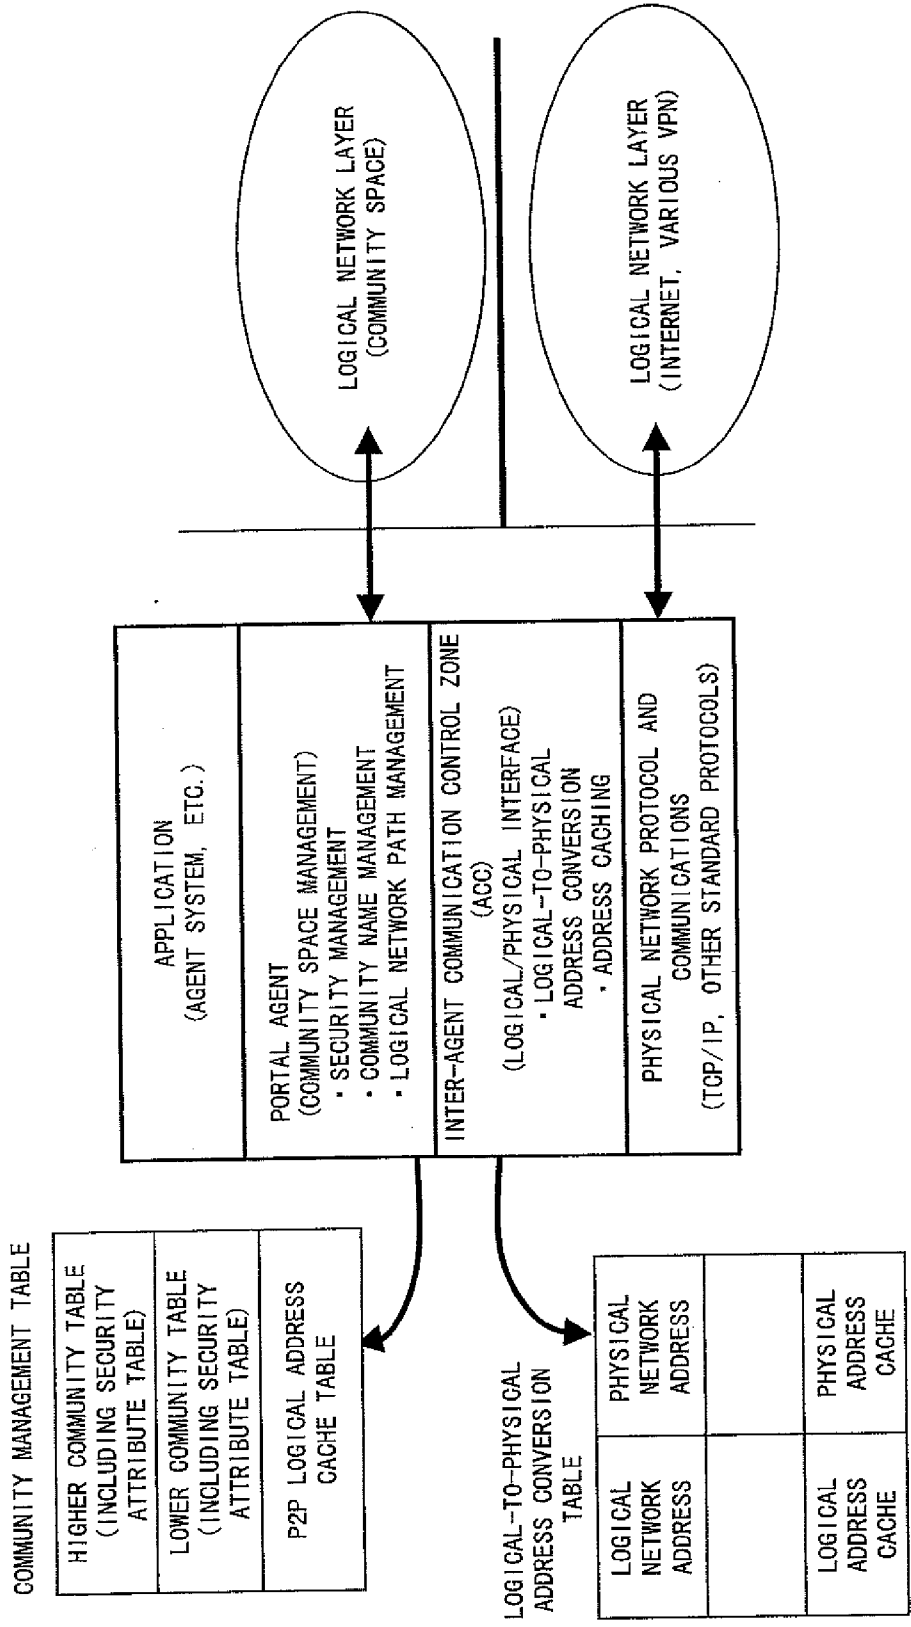 COMMUNITY MANAGEMENT TABLE
HIGHER COMMUNITY TABLE
(INCLUDING SECURITY
ATTRIBUTE TABLE)
LOWER COMMUNITY TABLE
(INCLUDING SECURITY
ATTRIBUTE TABLE)
P2P LOGICAL ADDRESS
CACHE TABLE
LOGICAL-TO-PHYSICAL
ADDRESS CONVERSION
TABLE
LOGICAL
NETWORK
ADDRESS
PHYSICAL
NETWORK
ADDRESS
LOGICAL
ADDRESS
CACHE
PHYSICAL
ADDRESS
CACHE
APPLICATION
(AGENT SYSTEM, ETC.)
PORTAL AGENT
(COMMUNITY SPACE MANAGEMENT)
・SECURITY MANAGEMENT
・COMMUNITY NAME MANAGEMENT
・LOGICAL NETWORK PATH MANAGEMENT
INTER-AGENT COMMUNICATION CONTROL ZONE
(ACC)
(LOGICAL/PHYSICAL INTERFACE)
・LOGICAL-TO-PHYSICAL
ADDRESS CONVERSION
・ADDRESS CACHING
PHYSICAL NETWORK PROTOCOL AND
COMMUNICATIONS
(TCP/IP, OTHER STANDARD PROTOCOLS)
LOGICAL NETWORK LAYER
(COMMUNITY SPACE)
LOGICAL NETWORK LAYER
(INTERNET, VARIOUS VPN)